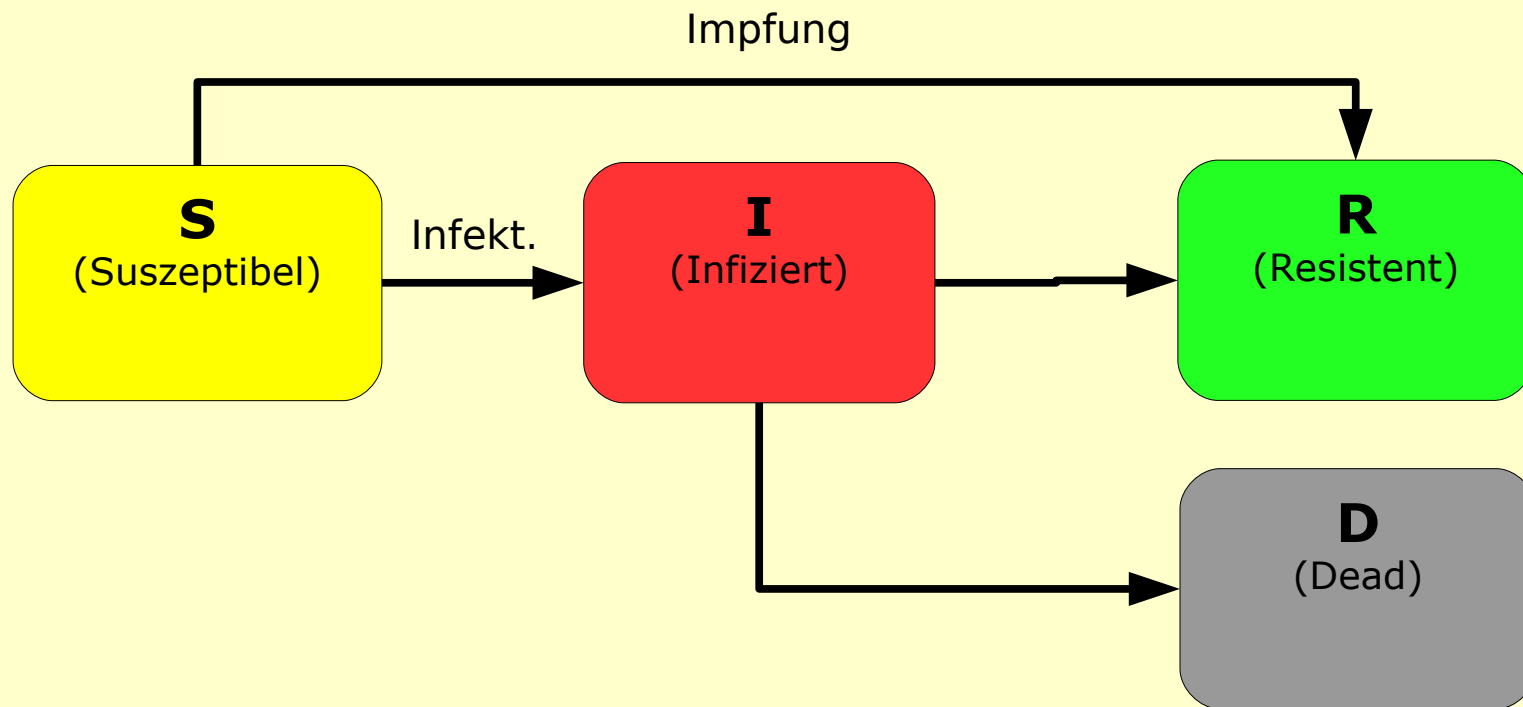 Impfung
S
(Suszeptibel)
Infekt.
I
(Infiziert)
R
(Resistent)
D
(Dead)